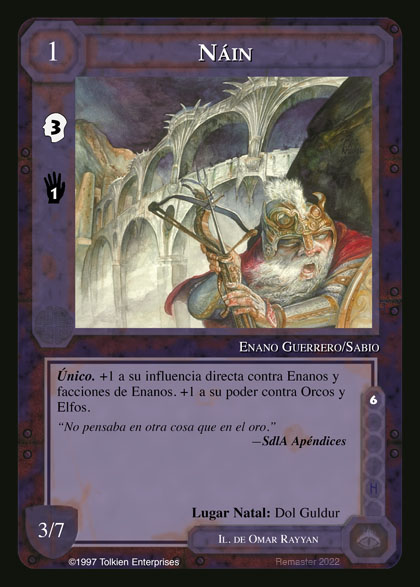 1
Náin
3
1
Enano Guerrero/Sabio
Único. +1 a su influencia directa contra Enanos y
facciones de Enanos. +1 a su poder contra Orcos y
Elfos.
“No pensaba en otra cosa que en el oro.”
—SdlA Apéndices
6
H
Lugar Natal: Dol Guldur
3/7
Il. de Omar Rayyan
©1997 Tolkien Enterprises
Remaster 2022